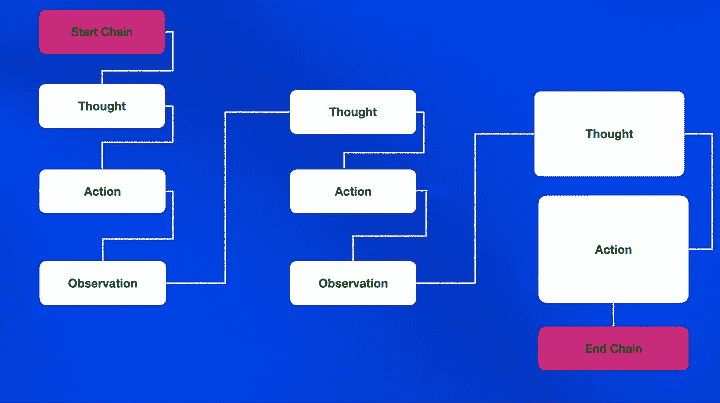 Start Chain
Thought
Action
Observation
Thought
Action
Observation
Thought
Action
End Chain